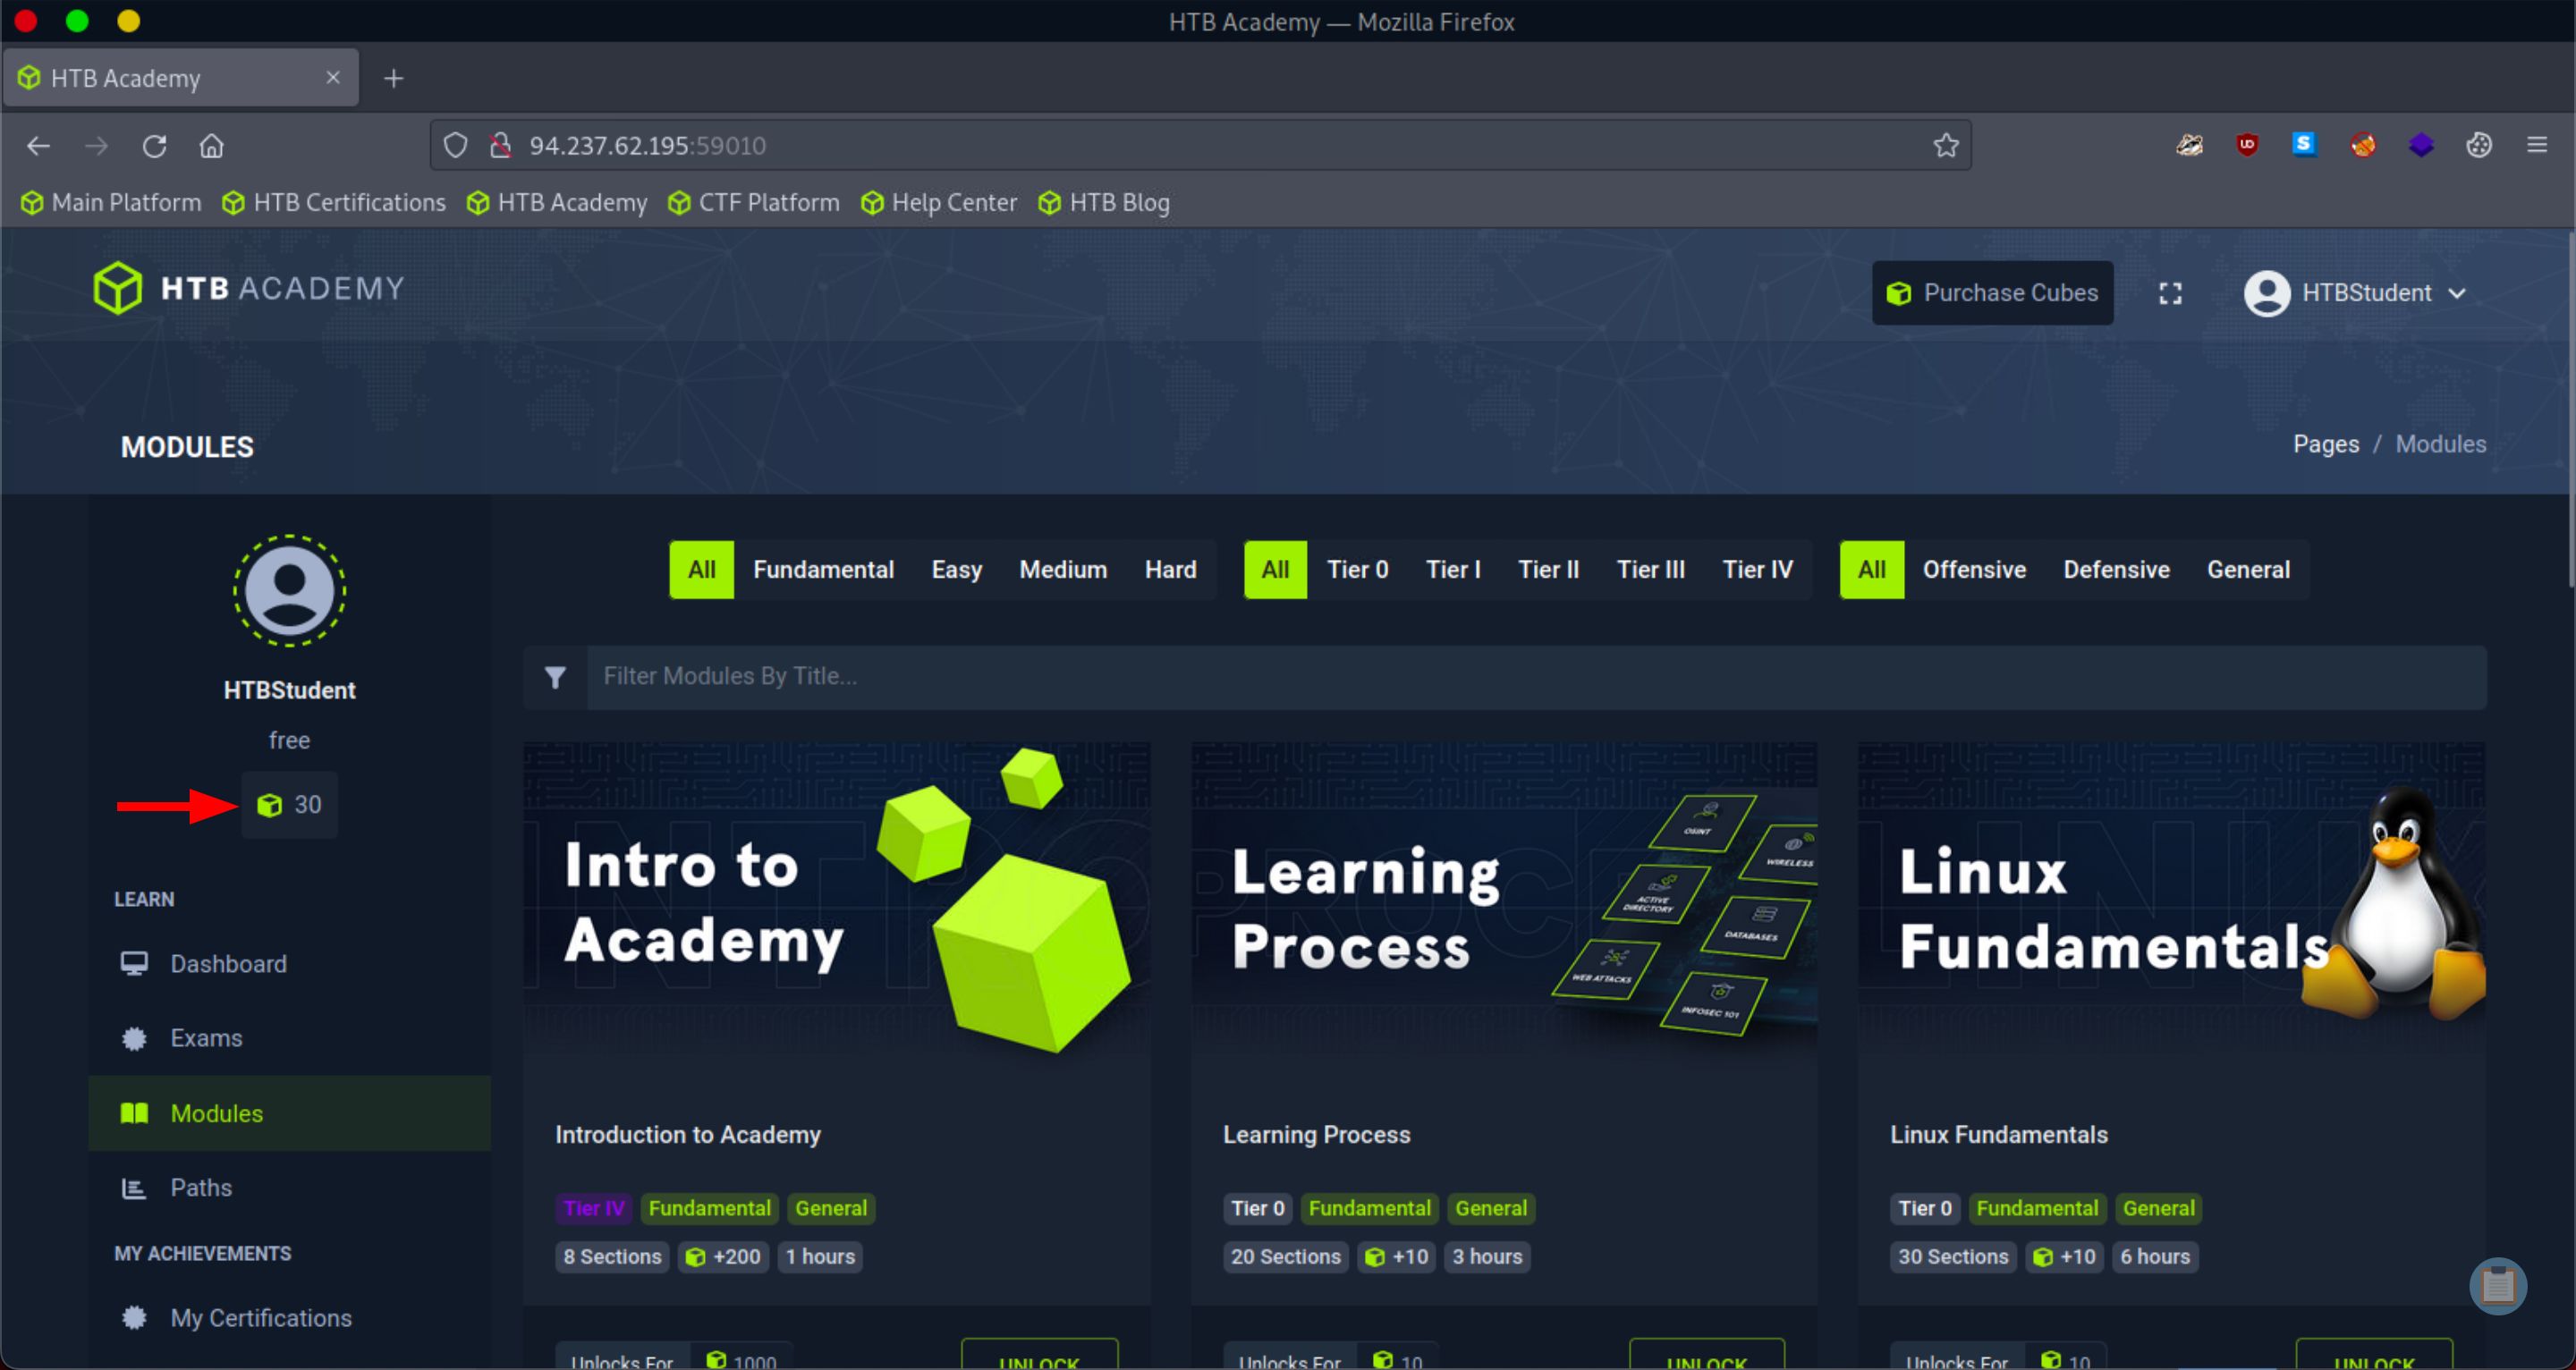 HTB Academy — Mozilla Firefox
HTB Academy
94.237.62.195:59010
Main Platform HTB Certifications HTB Academy CTF Platform Help Center HTB Blog
HTB ACADEMY
Purchase Cubes
HTBStudent
MODULES
Pages / Modules
All Fundamental Easy Medium Hard All Tier 0 Tier I Tier II Tier III Tier IV All Offensive Defensive General
Filter Modules By Title...
HTBStudent
free
30
LEARN
Dashboard
Exams
Modules
Paths
MY ACHIEVEMENTS
My Certifications
Intro to
Academy
Introduction to Academy
Tier IV Fundamental General
8 Sections +200 1 hours
Unlocks For 1000 UNLOCK
Learning
Process
OSINT
WIRELESS
ACTIVE
DIRECTORY
DATABASES
WEB ATTACKS
INFOSEC 101
Learning Process
Tier 0 Fundamental General
20 Sections +10 3 hours
Unlocks For 10 UNLOCK
Linux
Fundamentals
Linux Fundamentals
Tier 0 Fundamental General
30 Sections +10 6 hours
Unlocks For 10 UNLOCK